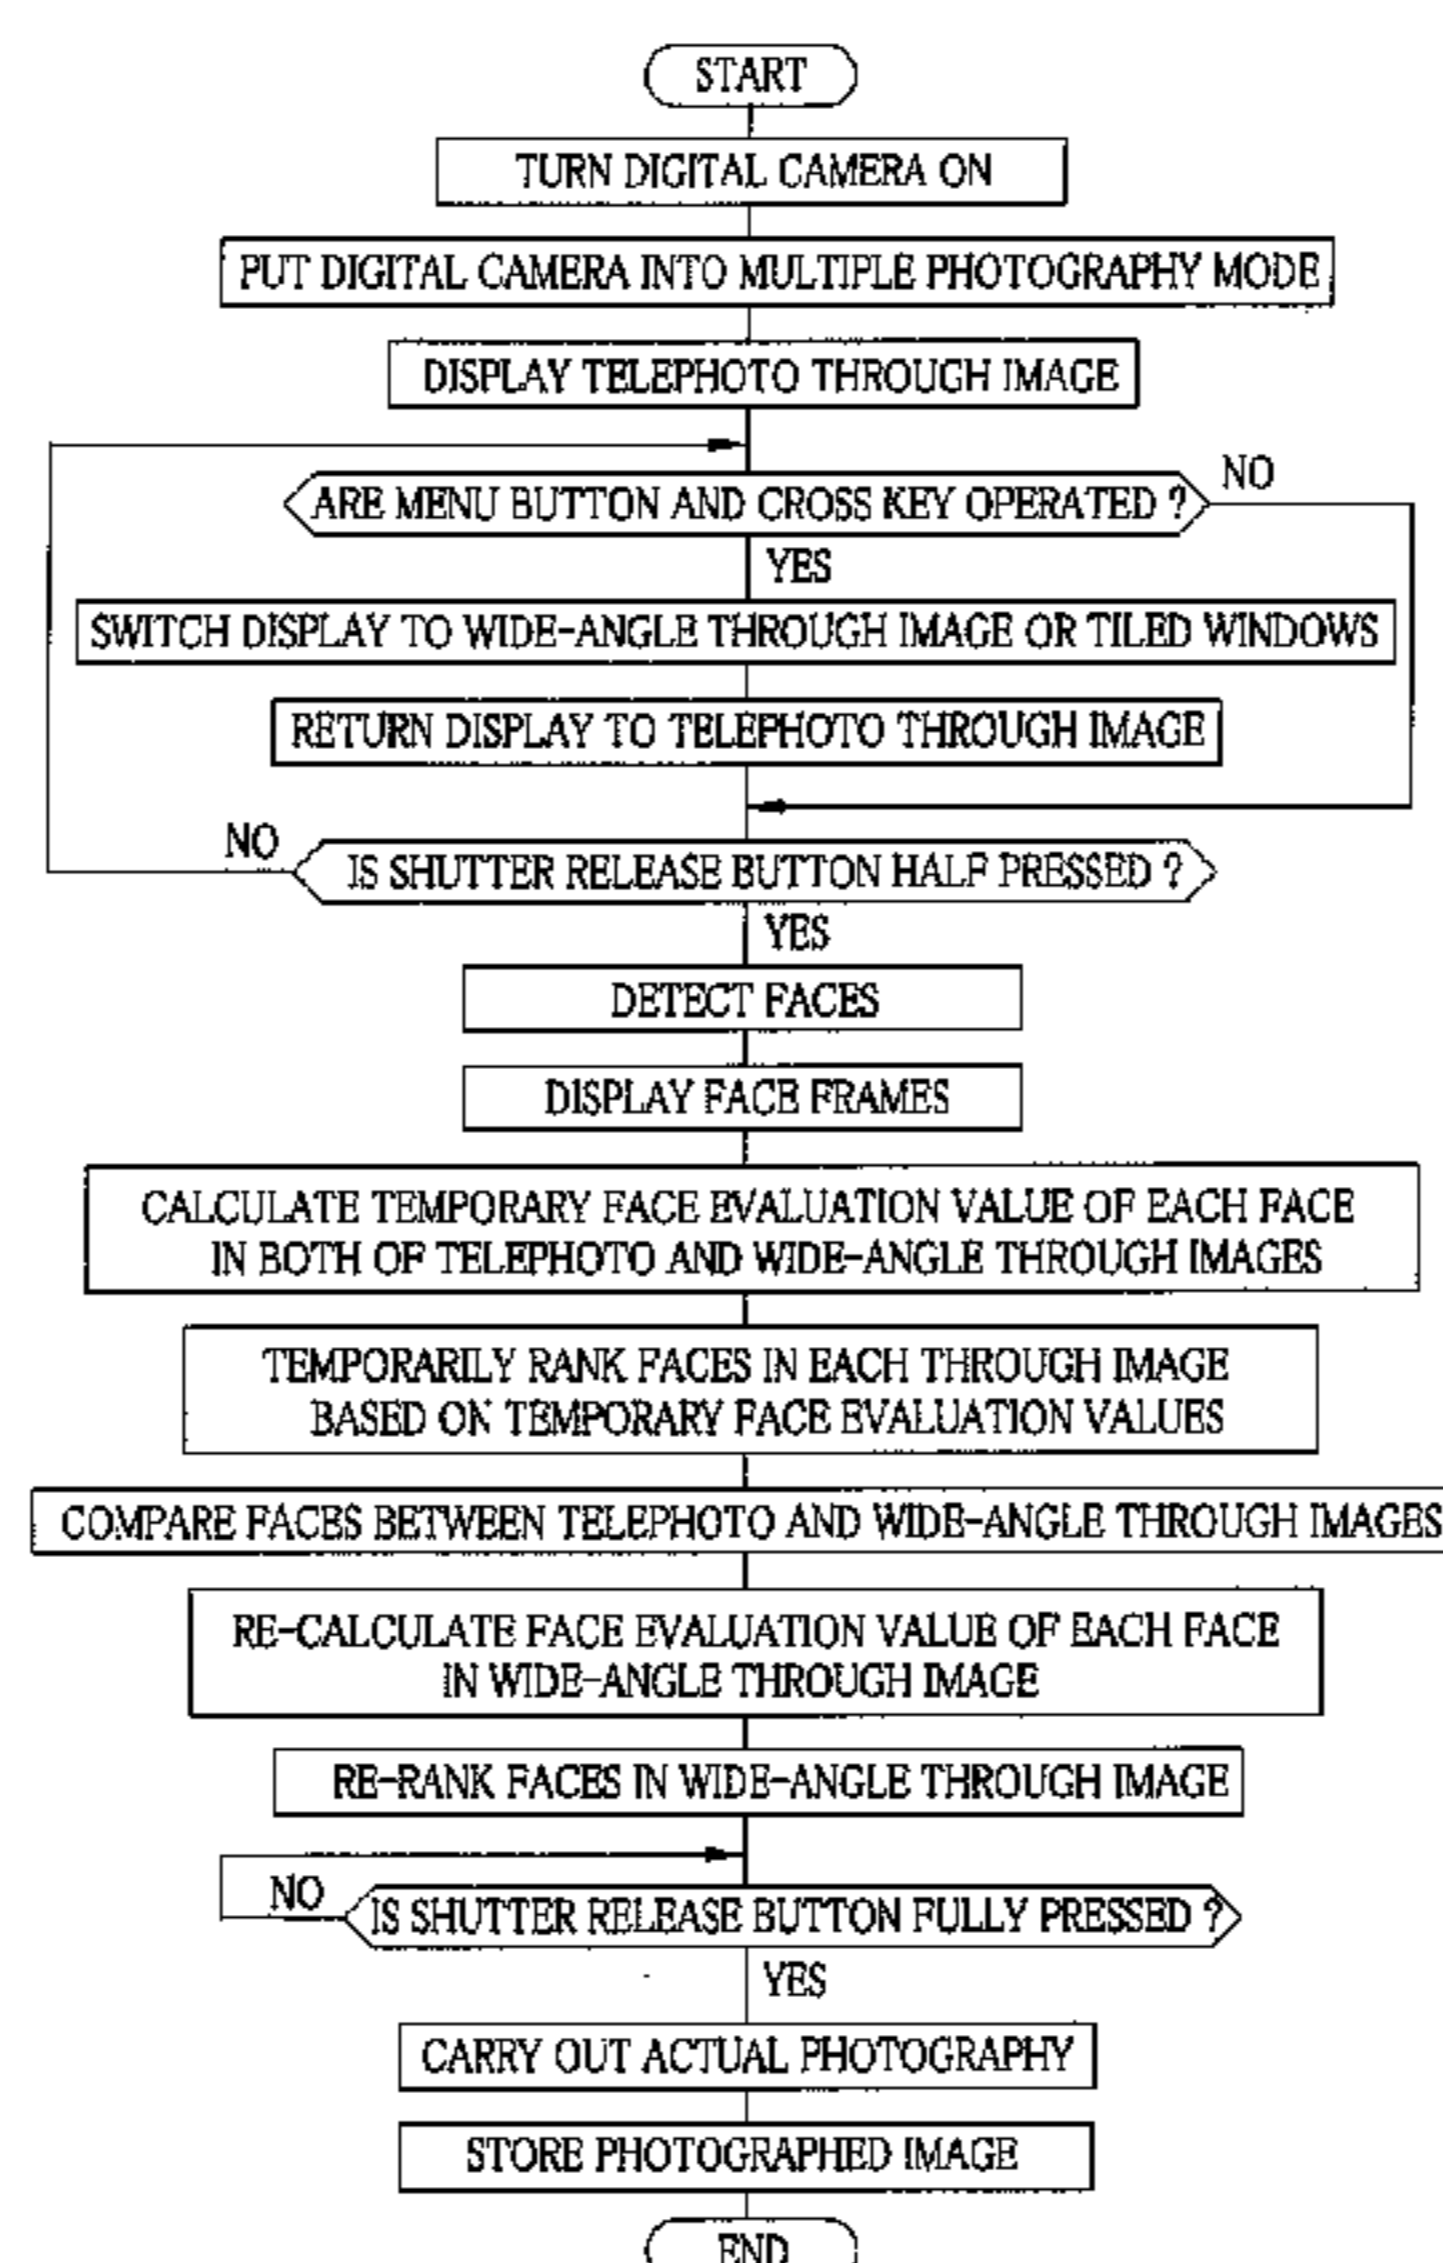 START
TURN DIGITAL CAMERA ON
PUT DIGITAL CAMERA INTO MULTIPLE PHOTOGRAPHY MODE
DISPLAY TELEPHOTO THROUGH IMAGE
NO
ARE MENU BUTTON AND CROSS KEY OPERATED ?
YES
SWITCH DISPLAY TO WIDE-ANGLE THROUGH IMAGE OR TILED WINDOWS
RETURN DISPLAY TO TELEPHOTO THROUGH IMAGE
NO
IS SHUTTER RELEASE BUTTON HALF PRESSED ?
YES
DETECT FACES
DISPLAY FACE FRAMES
CALCULATE TEMPORARY FACE EVALUATION VALUE OF EACH FACE
IN BOTH OF TELEPHOTO AND WIDE-ANGLE THROUGH IMAGES
TEMPORARILY RANK FACES IN EACH THROUGH IMAGE
BASED ON TEMPORARY FACE EVALUATION VALUES
COMPARE FACES BETWEEN TELEPHOTO AND WIDE-ANGLE THROUGH IMAGES
RE-CALCULATE FACE EVALUATION VALUE OF EACH FACE
IN WIDE-ANGLE THROUGH IMAGE
RE-RANK FACES IN WIDE-ANGLE THROUGH IMAGE
NO
IS SHUTTER RELEASE BUTTON FULLY PRESSED ?
YES
CARRY OUT ACTUAL PHOTOGRAPHY
STORE PHOTOGRAPHED IMAGE
END